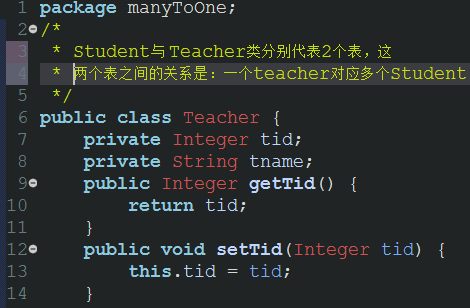 1 package manyToOne;
2 /*
3  * Student与Teacher类分别代表2个表，这
4  * 两个表之间的关系是：一个teacher对应多个Student
5  */
6 public class Teacher {
7     private Integer tid;
8     private String tname;
9     public Integer getTid() {
10         return tid;
11     }
12     public void setTid(Integer tid) {
13         this.tid = tid;
14     }